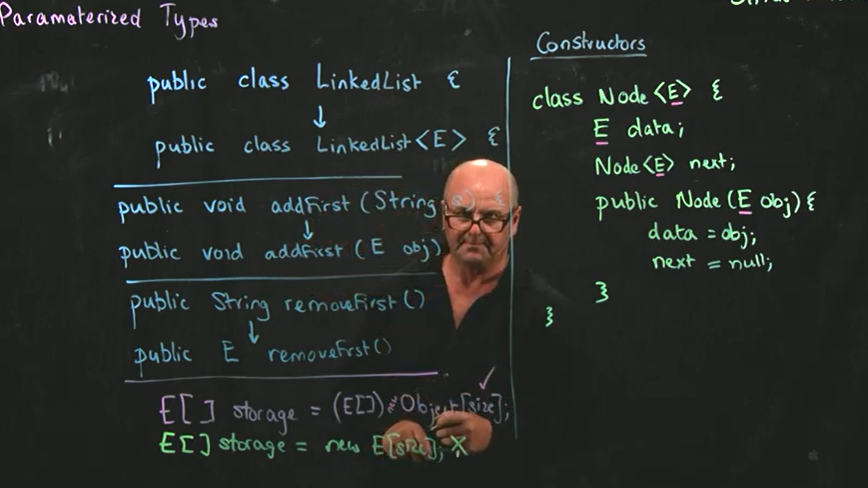 Paramaterized Types
public class LinkedList {
↓
public class LinkedList<E> {
public void addFirst (String
↓
public void addFirst (E obj)
public String removeFirst()
↓
public E removeFirst()
E[] storage = (E[]) Object[size];
E[] storage = new E[size]; X
Constructors
class Node<E> {
E data;
Node<E> next;
public Node (E obj) {
data = obj;
next = null;
}
}